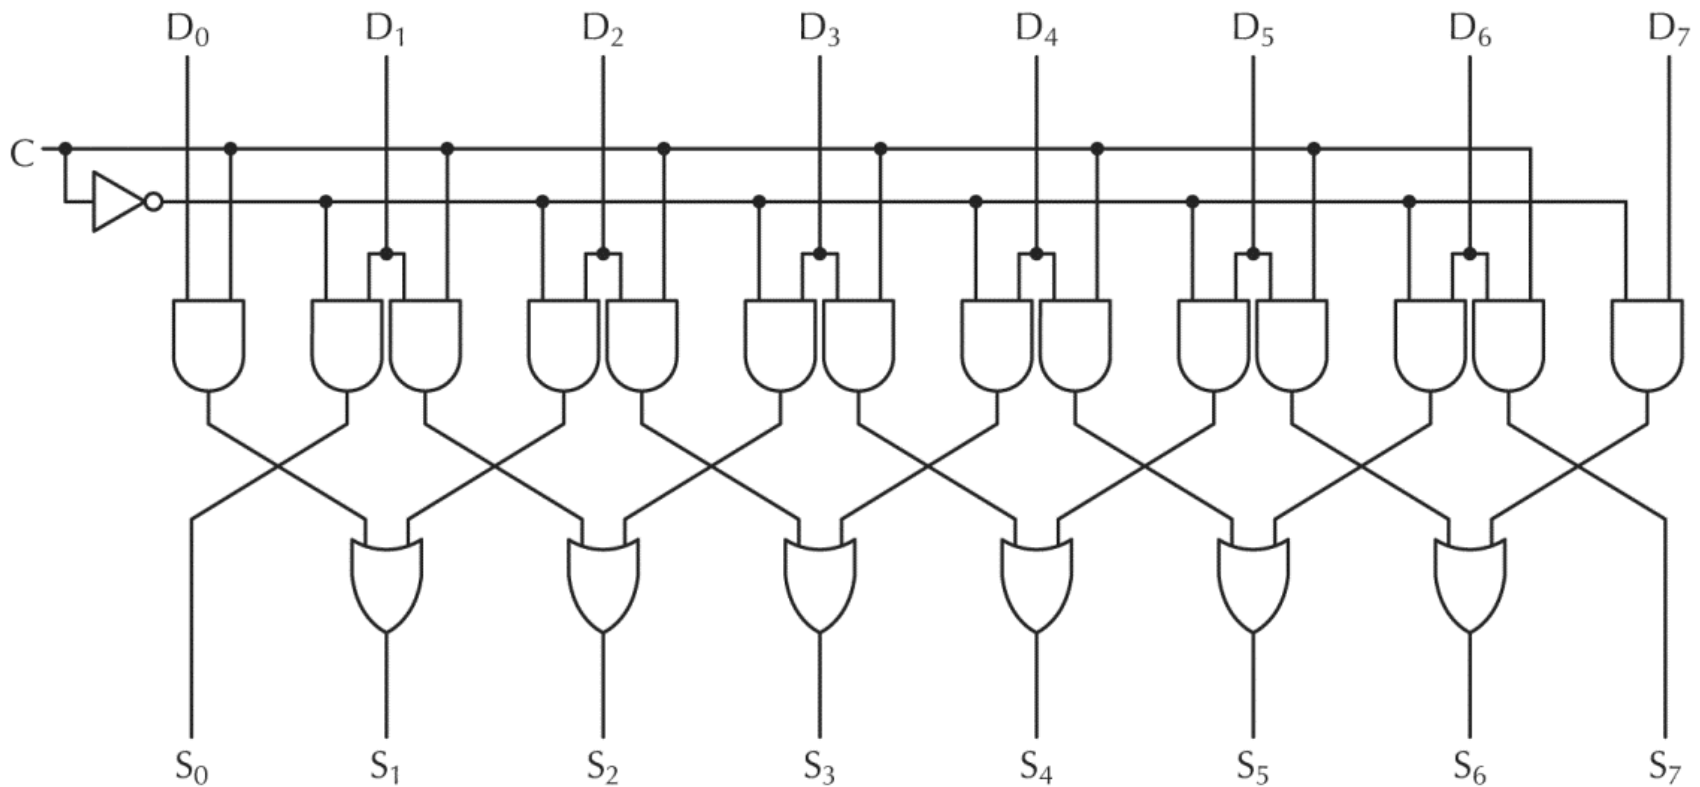 D₀ D₁ D₂ D₃ D₄ D₅ D₆ D₇
C
S₀ S₁ S₂ S₃ S₄ S₅ S₆ S₇